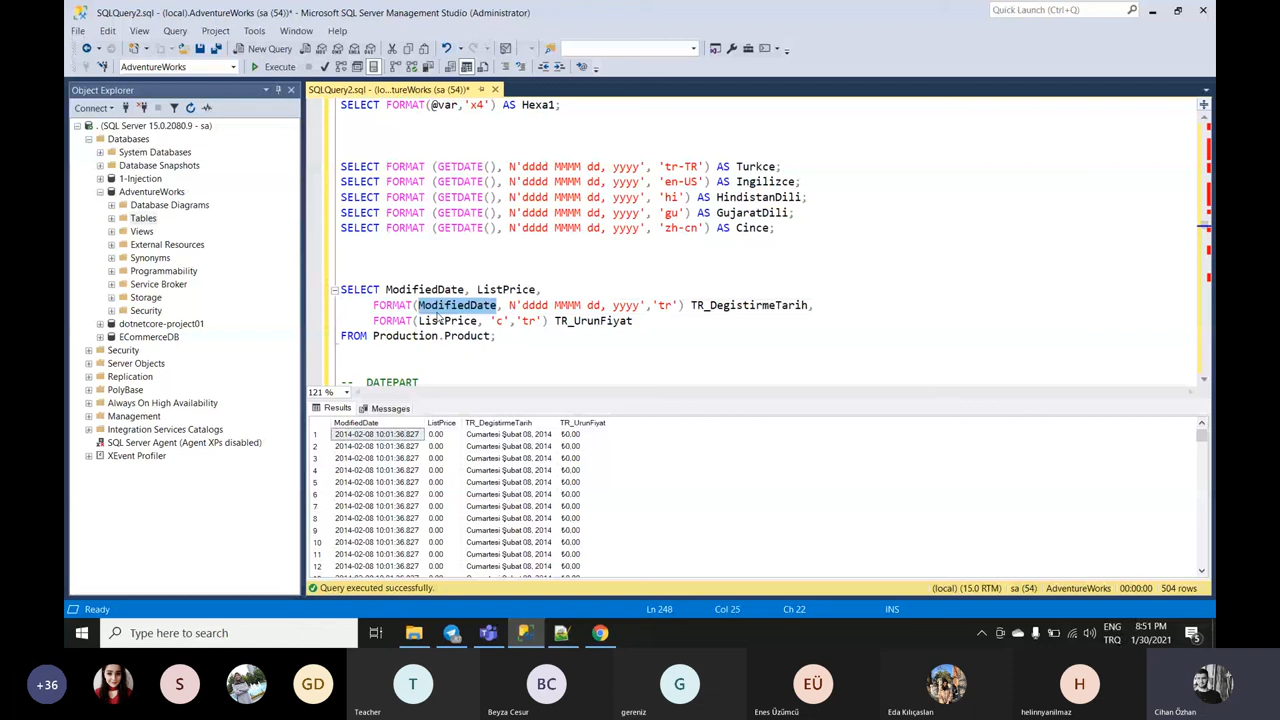 SQLQuery2.sql - (local).AdventureWorks (sa (54))* - Microsoft SQL Server Management Studio (Administrator)
Quick Launch (Ctrl+Q)
File Edit View Query Project Tools Window Help
New Query
AdventureWorks Execute
Object Explorer
Connect
SQLQuery2.sql - (lo...tureWorks (sa (54))*
. (SQL Server 15.0.2080.9 - sa)
Databases
System Databases
Database Snapshots
1-Injection
AdventureWorks
Database Diagrams
Tables
Views
External Resources
Synonyms
Programmability
Service Broker
Storage
Security
dotnetcore-project01
ECommerceDB
Security
Server Objects
Replication
PolyBase
Always On High Availability
Management
Integration Services Catalogs
SQL Server Agent (Agent XPs disabled)
XEvent Profiler
SELECT FORMAT(@var,'x4') AS Hexa1;
SELECT FORMAT (GETDATE(), N'dddd MMMM dd, yyyy', 'tr-TR') AS Turkce;
SELECT FORMAT (GETDATE(), N'dddd MMMM dd, yyyy', 'en-US') AS Ingilizce;
SELECT FORMAT (GETDATE(), N'dddd MMMM dd, yyyy', 'hi') AS HindistanDili;
SELECT FORMAT (GETDATE(), N'dddd MMMM dd, yyyy', 'gu') AS GujaratDili;
SELECT FORMAT (GETDATE(), N'dddd MMMM dd, yyyy', 'zh-cn') AS Cince;
SELECT ModifiedDate, ListPrice,
FORMAT(ModifiedDate, N'dddd MMMM dd, yyyy','tr') TR_DegistirmeTarih,
FORMAT(ListPrice, 'c','tr') TR_UrunFiyat
FROM Production.Product;
-- DATEPART
121 %
Results Messages
ModifiedDate ListPrice TR_DegistirmeTarih TR_UrunFiyat
1 2014-02-08 10:01:36.827 0.00 Cumartesi Şubat 08, 2014 ₺0,00
2 2014-02-08 10:01:36.827 0.00 Cumartesi Şubat 08, 2014 ₺0,00
3 2014-02-08 10:01:36.827 0.00 Cumartesi Şubat 08, 2014 ₺0,00
4 2014-02-08 10:01:36.827 0.00 Cumartesi Şubat 08, 2014 ₺0,00
5 2014-02-08 10:01:36.827 0.00 Cumartesi Şubat 08, 2014 ₺0,00
6 2014-02-08 10:01:36.827 0.00 Cumartesi Şubat 08, 2014 ₺0,00
7 2014-02-08 10:01:36.827 0.00 Cumartesi Şubat 08, 2014 ₺0,00
8 2014-02-08 10:01:36.827 0.00 Cumartesi Şubat 08, 2014 ₺0,00
9 2014-02-08 10:01:36.827 0.00 Cumartesi Şubat 08, 2014 ₺0,00
10 2014-02-08 10:01:36.827 0.00 Cumartesi Şubat 08, 2014 ₺0,00
11 2014-02-08 10:01:36.827 0.00 Cumartesi Şubat 08, 2014 ₺0,00
12 2014-02-08 10:01:36.827 0.00 Cumartesi Şubat 08, 2014 ₺0,00
Query executed successfully. (local) (15.0 RTM) sa (54) AdventureWorks 00:00:00 504 rows
Ready Ln 248 Col 25 Ch 22 INS
Type here to search
ENG 8:51 PM
TRQ 1/30/2021
5
+36 S GD T BC G EÜ H
Teacher Beyza Cesur gereniz Enes Üzümcü Eda Kılıçaslan helinnyanilmaz Cihan Özhan